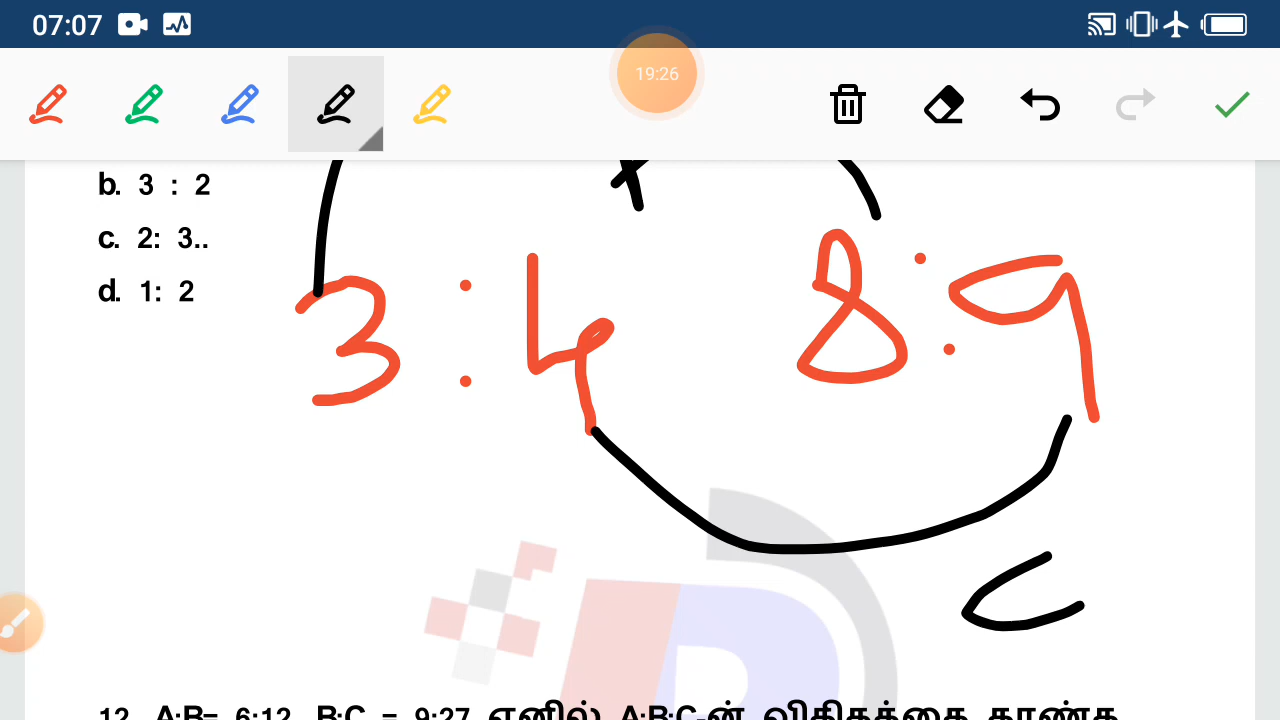 07:07
19:26
b. 3 : 2
c. 2: 3..
d. 1: 2
3 : 4 8 : 9
12. A:B= 6:12, B:C = 9:27 எனில் A:B:C-ன் விகிதத்தை காண்க